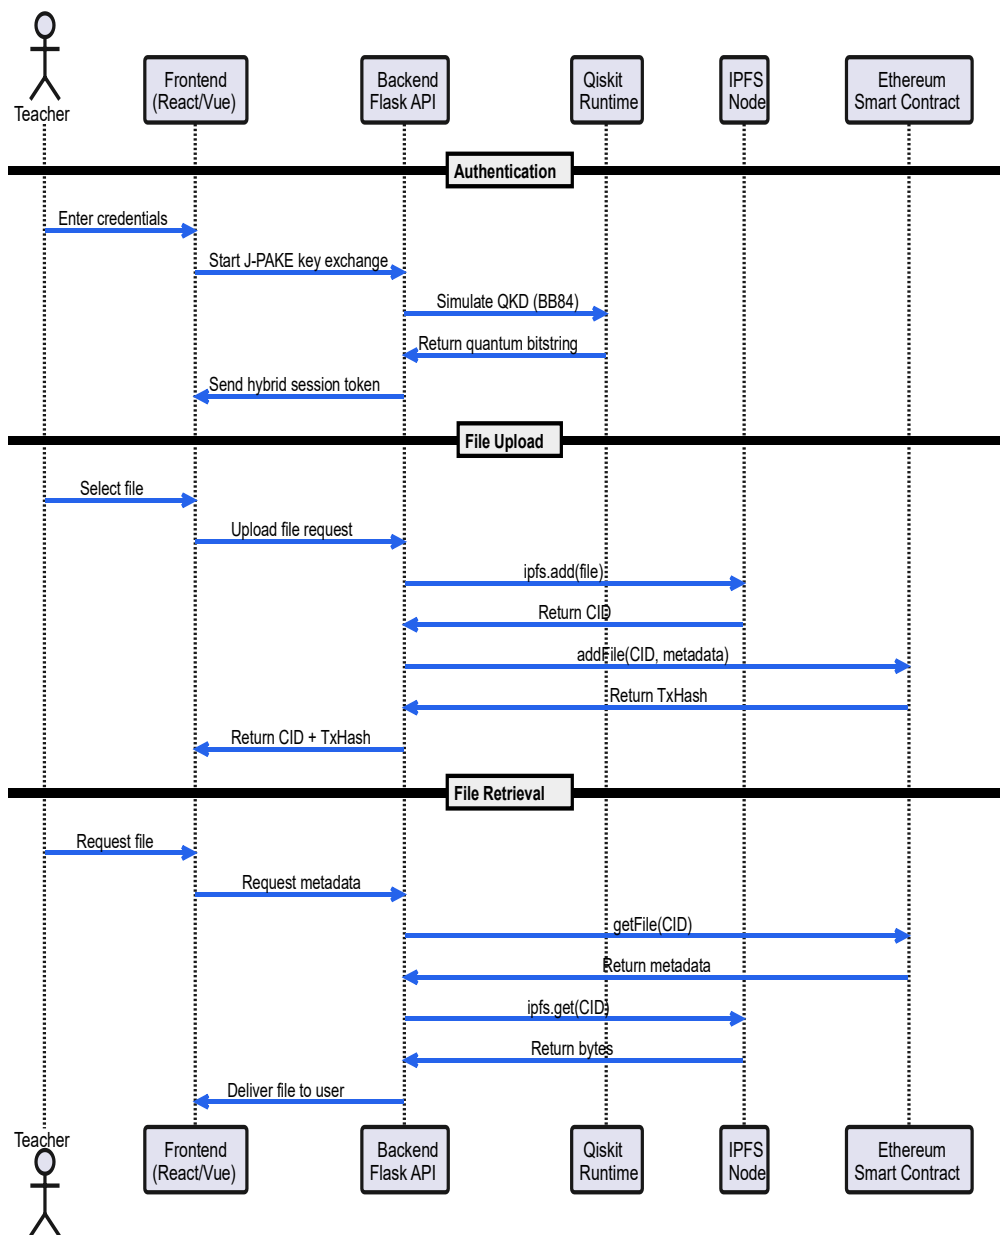 Teacher
Frontend
(React/Vue)
Backend
Flask API
Qiskit
Runtime
IPFS
Node
Ethereum
Smart Contract
Authentication
Enter credentials
Start J-PAKE key exchange
Simulate QKD (BB84)
Return quantum bitstring
Send hybrid session token
File Upload
Select file
Upload file request
ipfs.add(file)
Return CID
addFile(CID, metadata)
Return TxHash
Return CID + TxHash
File Retrieval
Request file
Request metadata
getFile(CID)
Return metadata
ipfs.get(CID)
Return bytes
Deliver file to user
Teacher
Frontend
(React/Vue)
Backend
Flask API
Qiskit
Runtime
IPFS
Node
Ethereum
Smart Contract